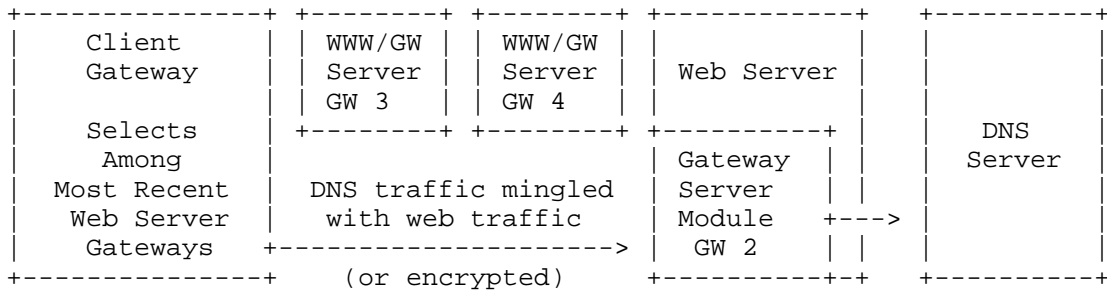 +---------------+ +--------+ +--------+ +-----------+   +----------+
|    Client     | | WWW/GW | | WWW/GW | |           |   |          |
|    Gateway    | | Server | | Server | | Web Server|   |          |
|               | | GW 3   | | GW 4   | |           |   |          |
|    Selects    | +--------+ +--------+ +----------+ |   |   DNS    |
|     Among     |                       | Gateway  | |   |  Server  |
|  Most Recent  |  DNS traffic mingled  | Server   | |   |          |
|   Web Server  |   with web traffic    | Module   +--->  |          |
|    Gateways   +---------------------> |  GW 2    | |   |          |
+---------------+    (or encrypted)     +----------+-+   +----------+